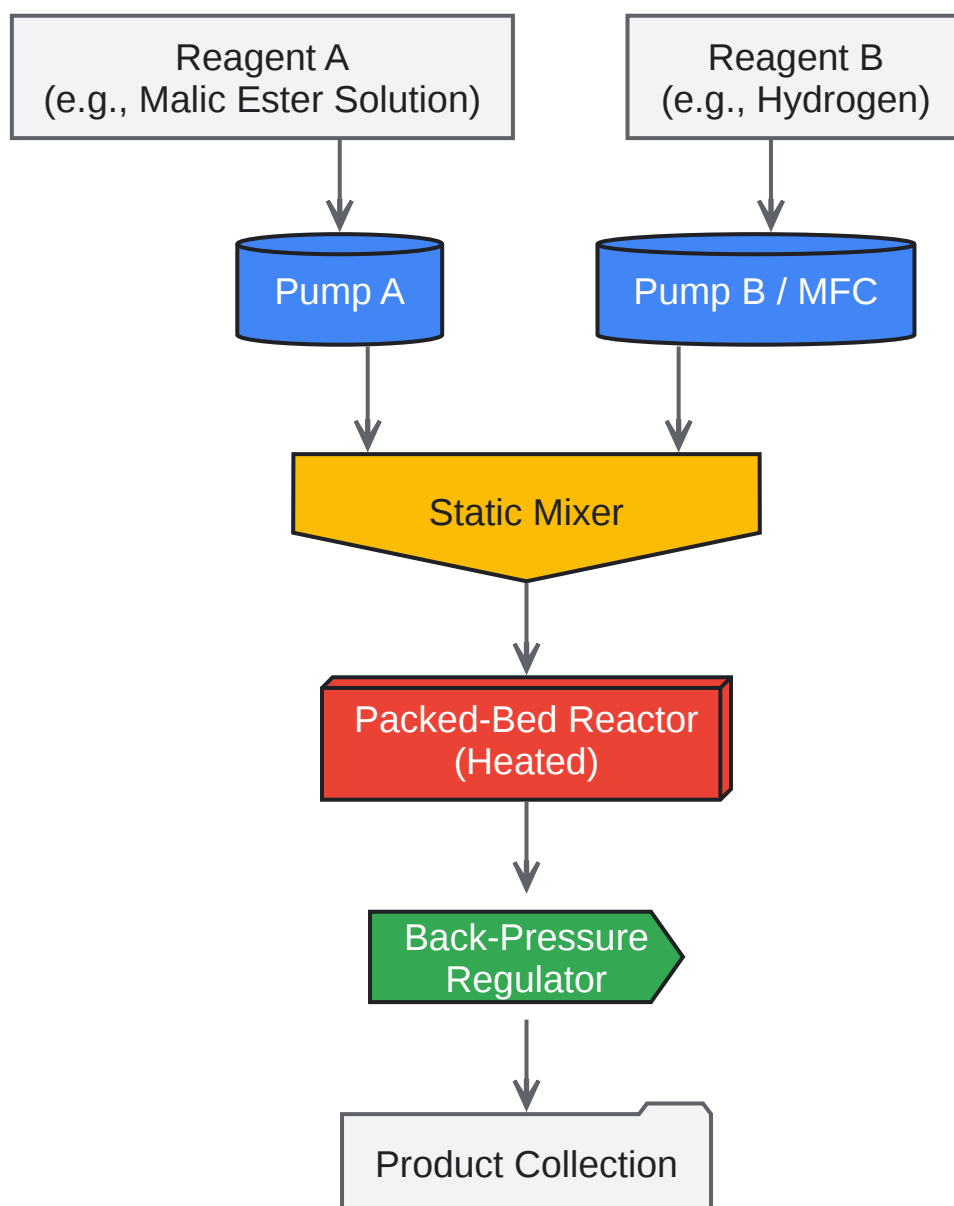 Reagent A
(e.g., Malic Ester Solution)
Reagent B
(e.g., Hydrogen)
Pump A
Pump B / MFC
Static Mixer
Packed-Bed Reactor
(Heated)
Back-Pressure
Regulator
Product Collection